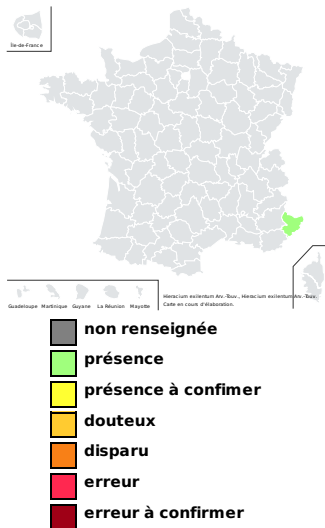 Île-de-France
Guadeloupe Martinique Guyane La Réunion Mayotte
Hieracium exilentum Arv.-Touv., Hieracium exilentum Arv.-Touv.
Carte en cours d'élaboration.
non renseignée
présence
présence à confimer
douteux
disparu
erreur
erreur à confirmer